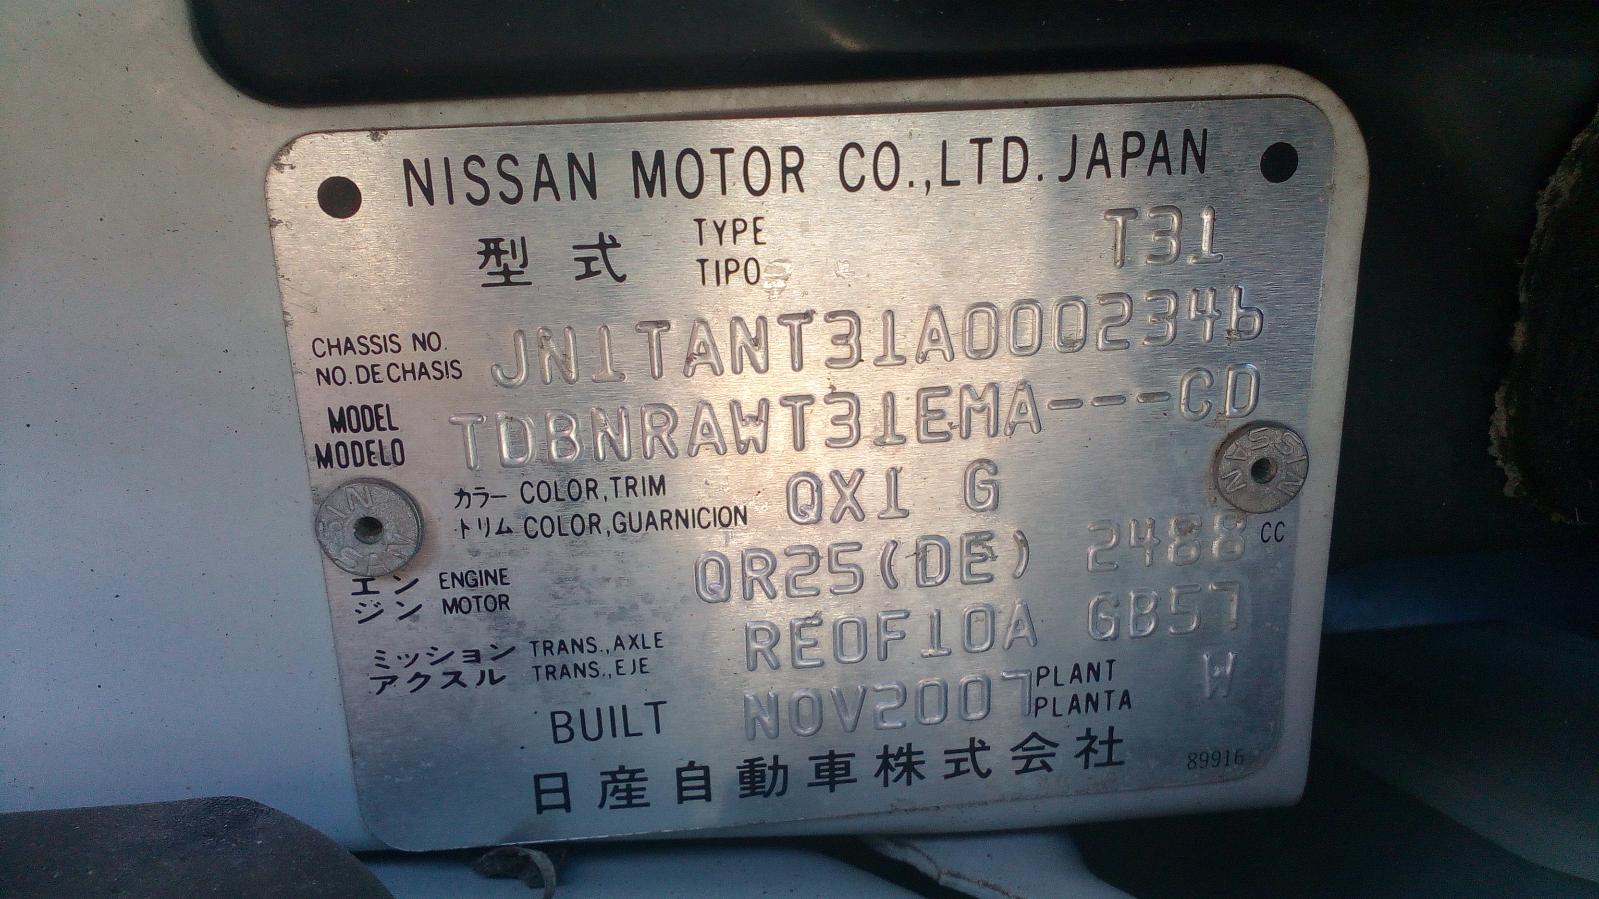 NISSAN MOTOR CO.,LTD. JAPAN
型式 TYPE T31
TIPO
CHASSIS NO. JN1TANT31A0002346
NO. DE CHASIS
MODEL TDBNRAWT31EMA---CD
MODELO
カラー COLOR,TRIM QX1 G
トリム COLOR,GUARNICION
エン ENGINE QR25(DE) 2488 CC
ジン MOTOR
ミッション TRANS.,AXLE RE0F10A GB57
アクスル TRANS.,EJE
BUILT NOV2007 PLANT W
PLANTA
日産自動車株式会社 89916
NISSAN
NISSAN